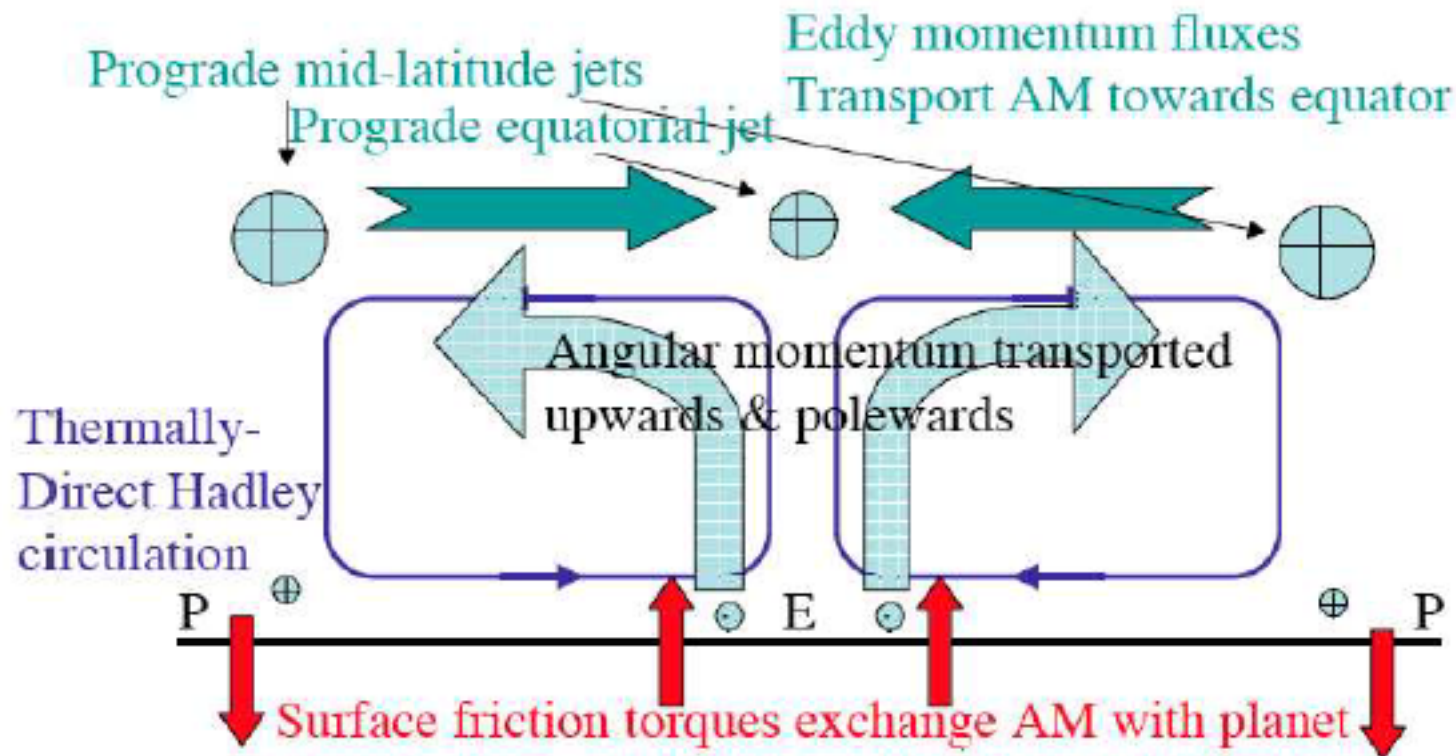 Prograde mid-latitude jets
Prograde equatorial jet
Eddy momentum fluxes
Transport AM towards equator
Angular momentum transported
upwards & polewards
Thermally-
Direct Hadley
circulation
P
E
P
Surface friction torques exchange AM with planet